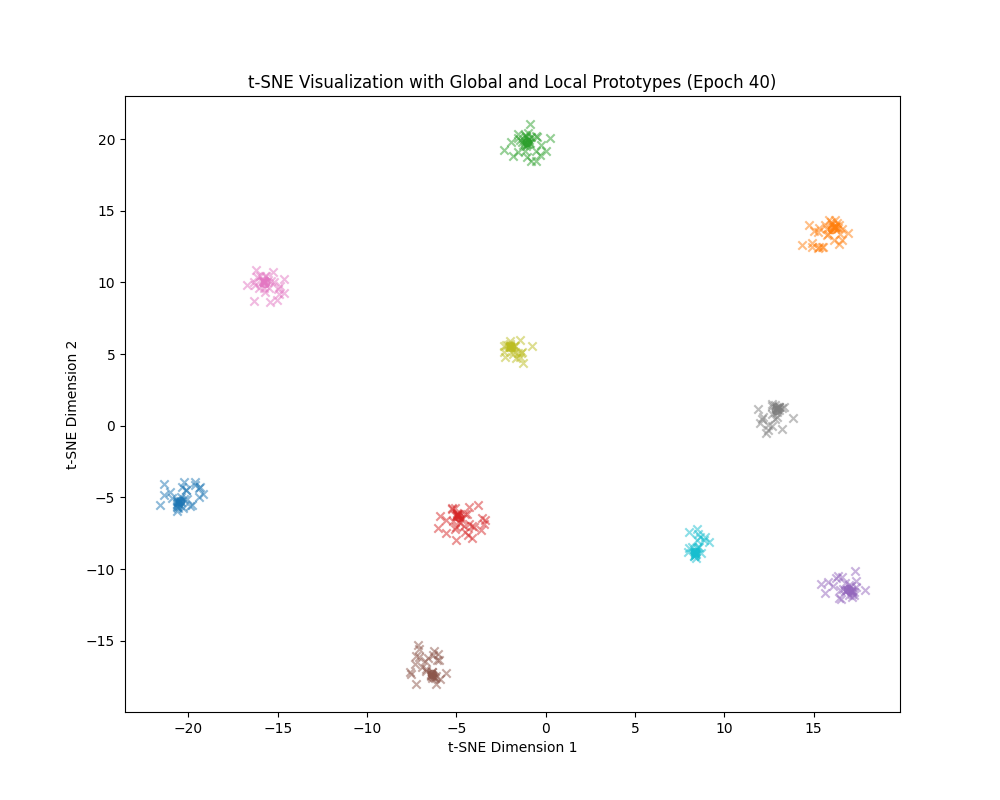 t-SNE Visualization with Global and Local Prototypes (Epoch 40)
20
15
10
5
0
−5
−10
−15
t-SNE Dimension 2
−20 −15 −10 −5 0 5 10 15
t-SNE Dimension 1